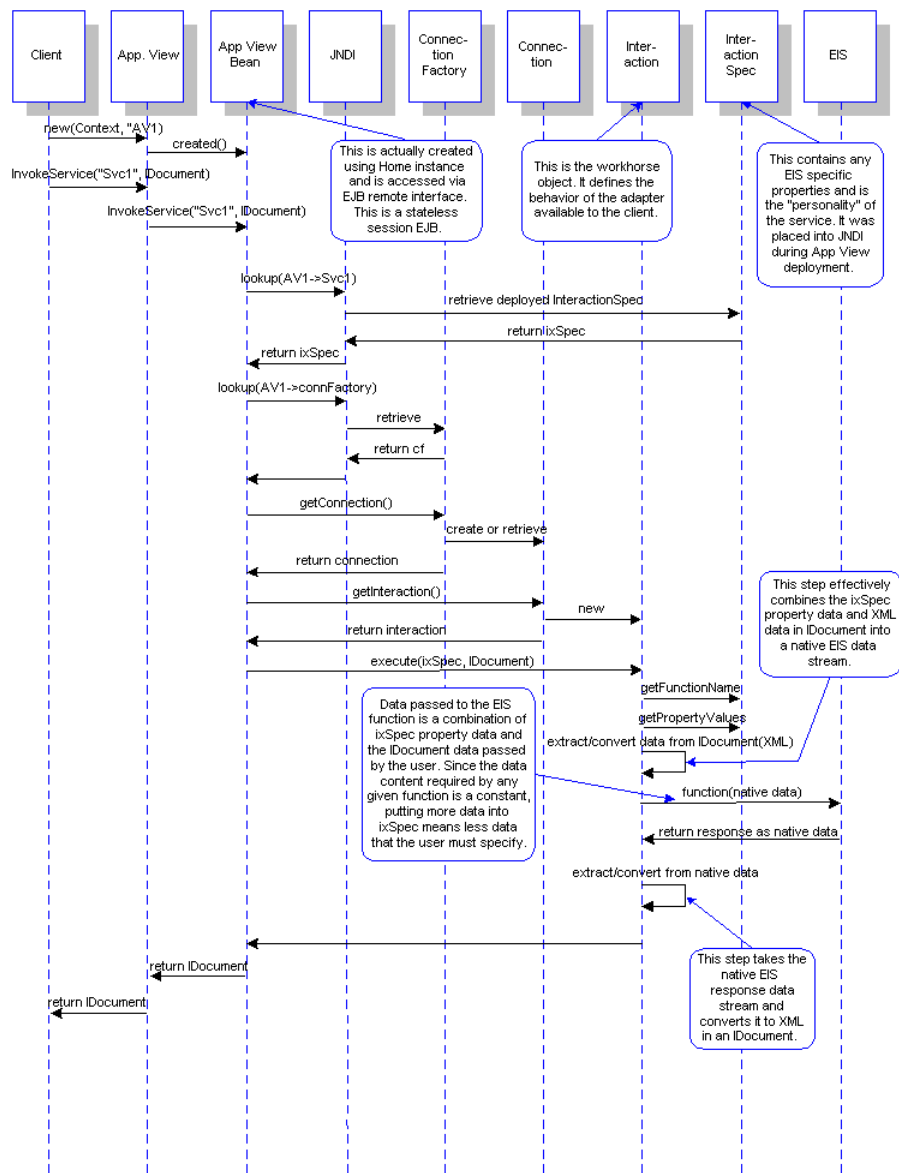 Client
App. View
App View
Bean
JNDI
Connec-
tion
Factory
Connec-
tion
Inter-
action
Inter-
action
Spec
EIS
new(Context, "AV1)
created()
InvokeService("Svc1", IDocument)
InvokeService("Svc1", IDocument)
This is actually created
using Home instance
and is accessed via
EJB remote interface.
This is a stateless
session EJB.
This is the workhorse
object. It defines the
behavior of the adapter
available to the client.
This contains any
EIS specific
properties and is
the "personality" of
the service. It was
placed into JNDI
during App View
deployment.
lookup(AV1->Svc1)
retrieve deployed InteractionSpec
return ixSpec
return ixSpec
lookup(AV1->connFactory)
retrieve
return cf
getConnection()
create or retrieve
return connection
getInteraction()
new
return interaction
execute(ixSpec, IDocument)
This step effectively
combines the ixSpec
property data and XML
data in IDocument into
a native EIS data
stream.
getFunctionName
getPropertyValues
extract/convert data from IDocument(XML)
Data passed to the EIS
function is a combination of
ixSpec property data and
the IDocument data passed
by the user. Since the data
content required by any
given function is a constant,
putting more data into
ixSpec means less data
that the user must specify.
function(native data)
return response as native data
extract/convert from native data
This step takes the
native EIS
response data
stream and
converts it to XML
in an IDocument.
return IDocument
return IDocument